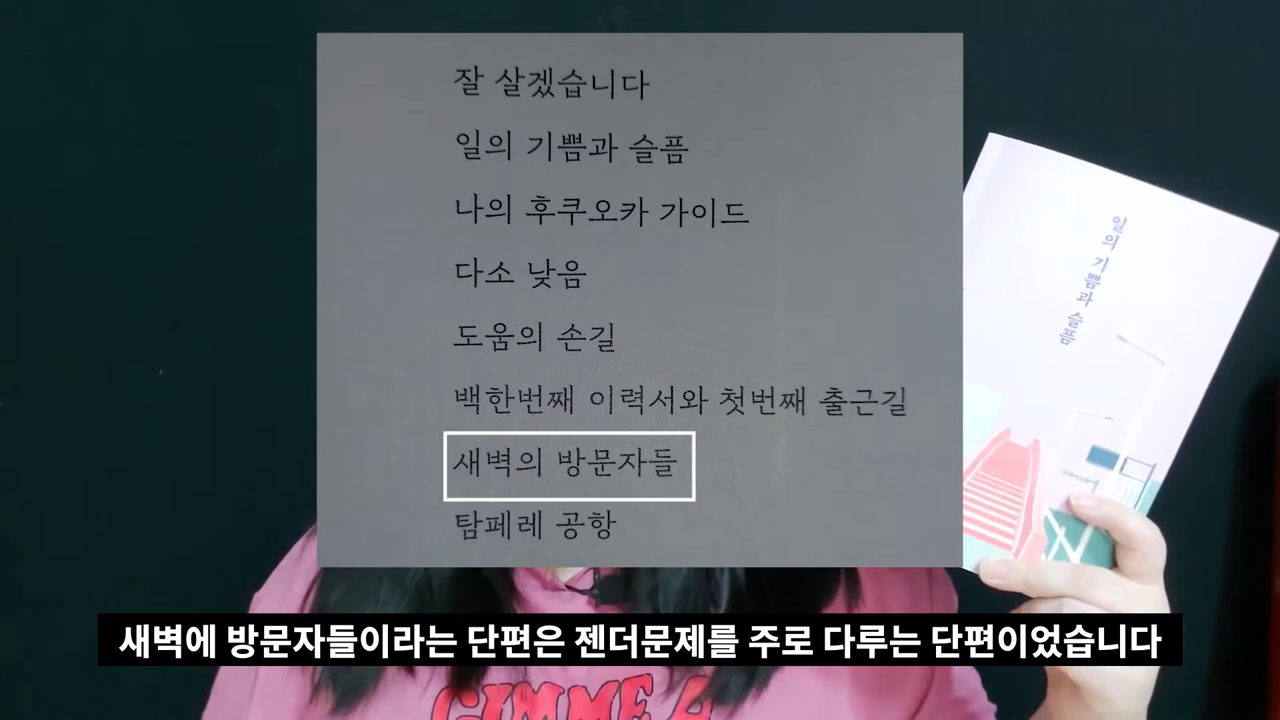 잘 살겠습니다
일의 기쁨과 슬픔
나의 후쿠오카 가이드
다소 낮음
도움의 손길
백한번째 이력서와 첫번째 출근길
새벽의 방문자들
탐페레 공항
일의 기쁨과 슬픔
새벽에 방문자들이라는 단편은 젠더문제를 주로 다루는 단편이었습니다
GIMME A